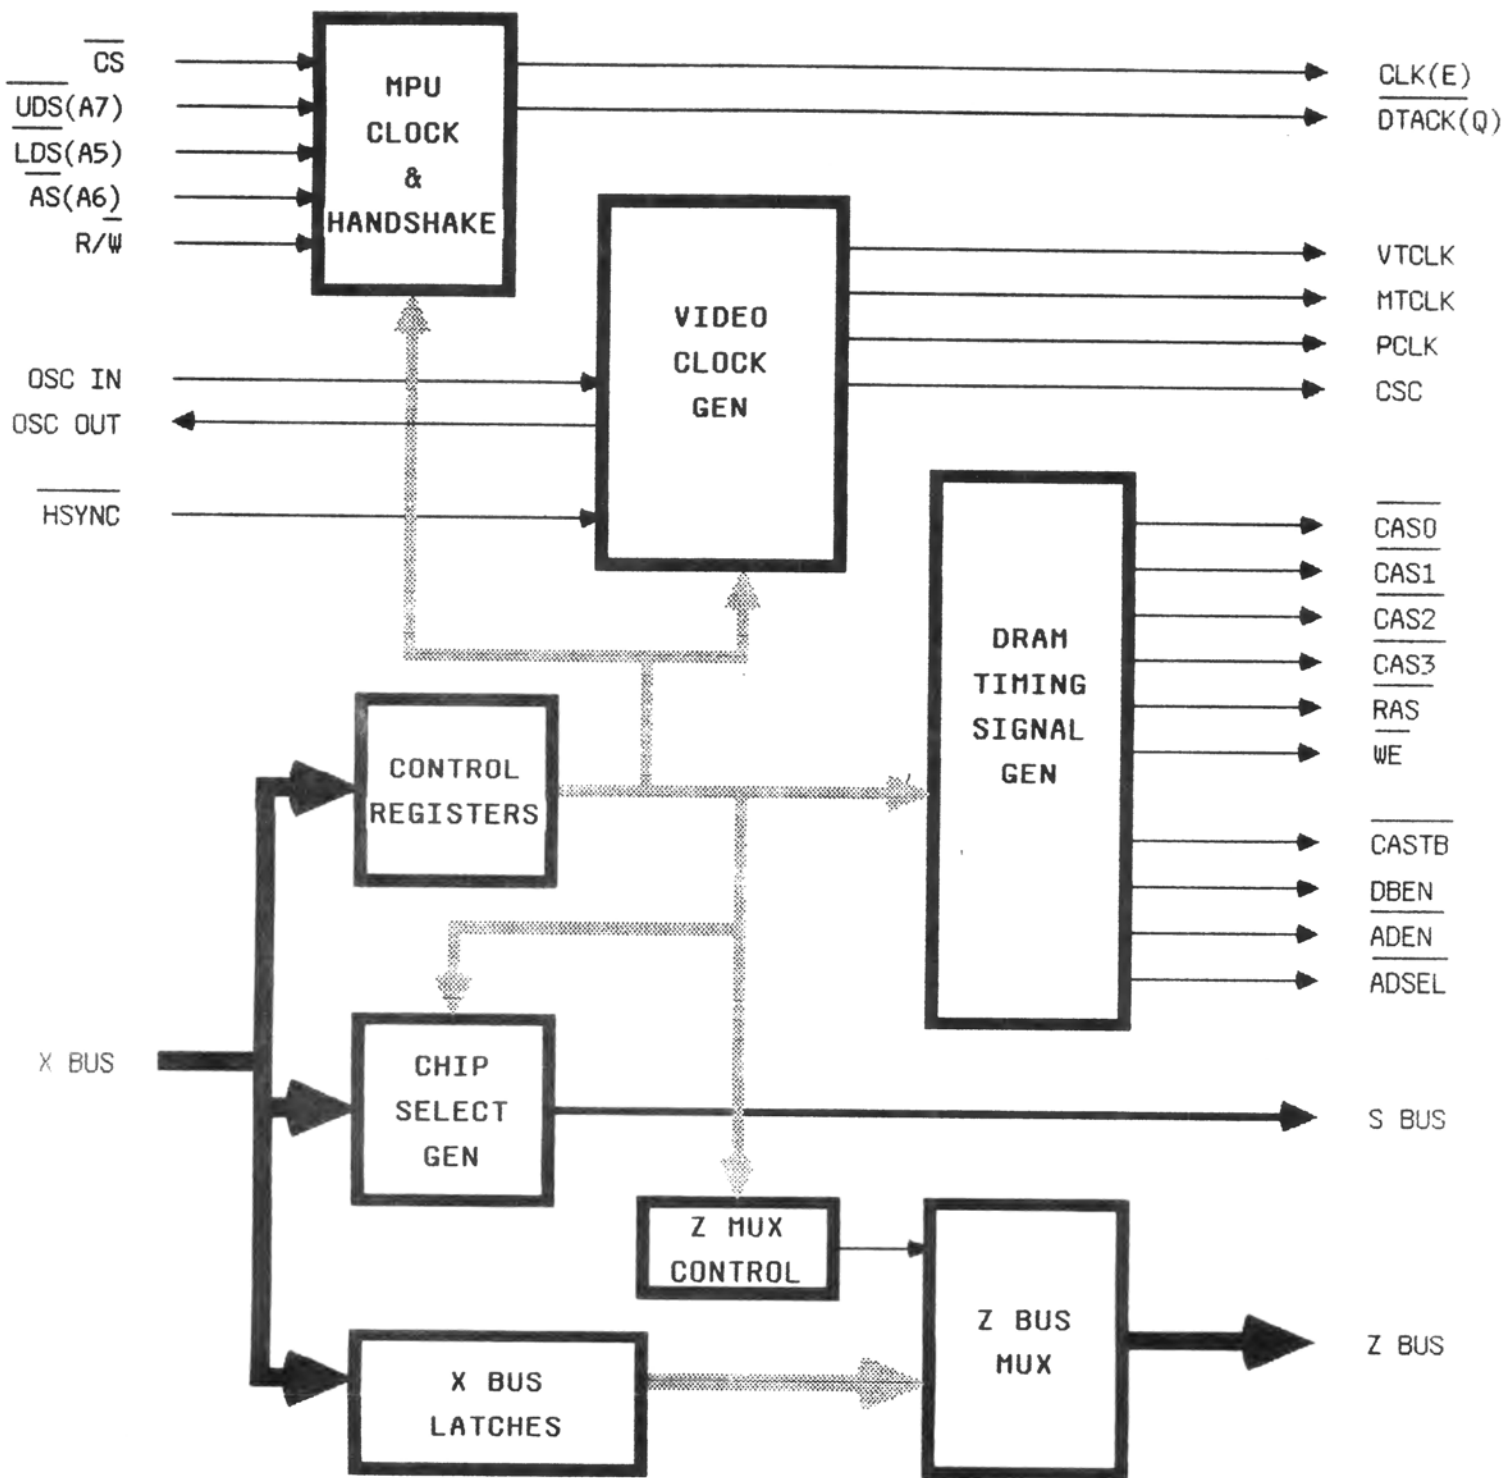 CS
UDS(A7)
LDS(A5)
AS(A6)
R/W
MPU
CLOCK
&
HANDSHAKE
CLK(E)
DTACK(Q)
OSC IN
OSC OUT
HSYNC
VIDEO
CLOCK
GEN
VTCLK
MTCLK
PCLK
CSC
DRAM
TIMING
SIGNAL
GEN
CAS0
CAS1
CAS2
CAS3
RAS
WE
CASTB
DBEN
ADEN
ADSEL
CONTROL
REGISTERS
X BUS
CHIP
SELECT
GEN
S BUS
Z MUX
CONTROL
X BUS
LATCHES
Z BUS
MUX
Z BUS